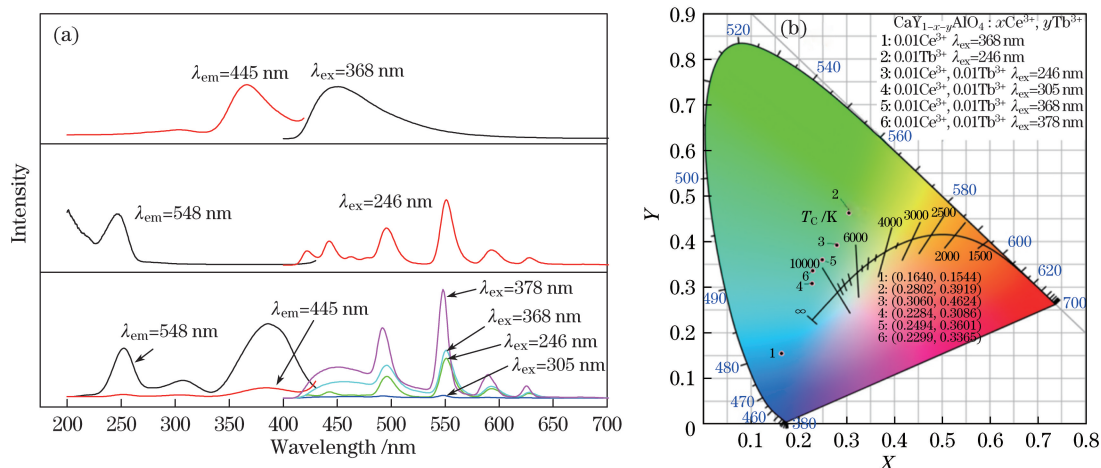 (a)
λem=445 nm
λex=368 nm
λem=548 nm
λex=246 nm
λex=378 nm
λem=445 nm
λex=368 nm
λem=548 nm
λex=246 nm
λex=305 nm
Intensity
200 250 300 350 400 450 500 550 600 650 700
Wavelength /nm
(b)
CaY1−x−yAlO4 : xCe3+, yTb3+
1: 0.01Ce3+ λex=368 nm
2: 0.01Tb3+ λex=246 nm
3: 0.01Ce3+, 0.01Tb3+ λex=246 nm
4: 0.01Ce3+, 0.01Tb3+ λex=305 nm
5: 0.01Ce3+, 0.01Tb3+ λex=368 nm
6: 0.01Ce3+, 0.01Tb3+ λex=378 nm
0.9
0.8
0.7
0.6
0.5
0.4
0.3
0.2
0.1
0
Y
520
540
560
500
580
600
620
490
700
480
470
460
380
2
TC /K
3
6000
4000
3000
2500
5
10000
6
4
2000
1500
∞
1
1: (0.1640, 0.1544)
2: (0.2802, 0.3919)
3: (0.3060, 0.4624)
4: (0.2284, 0.3086)
5: (0.2494, 0.3601)
6: (0.2299, 0.3365)
0.1 0.2 0.3 0.4 0.5 0.6 0.7 0.8
X